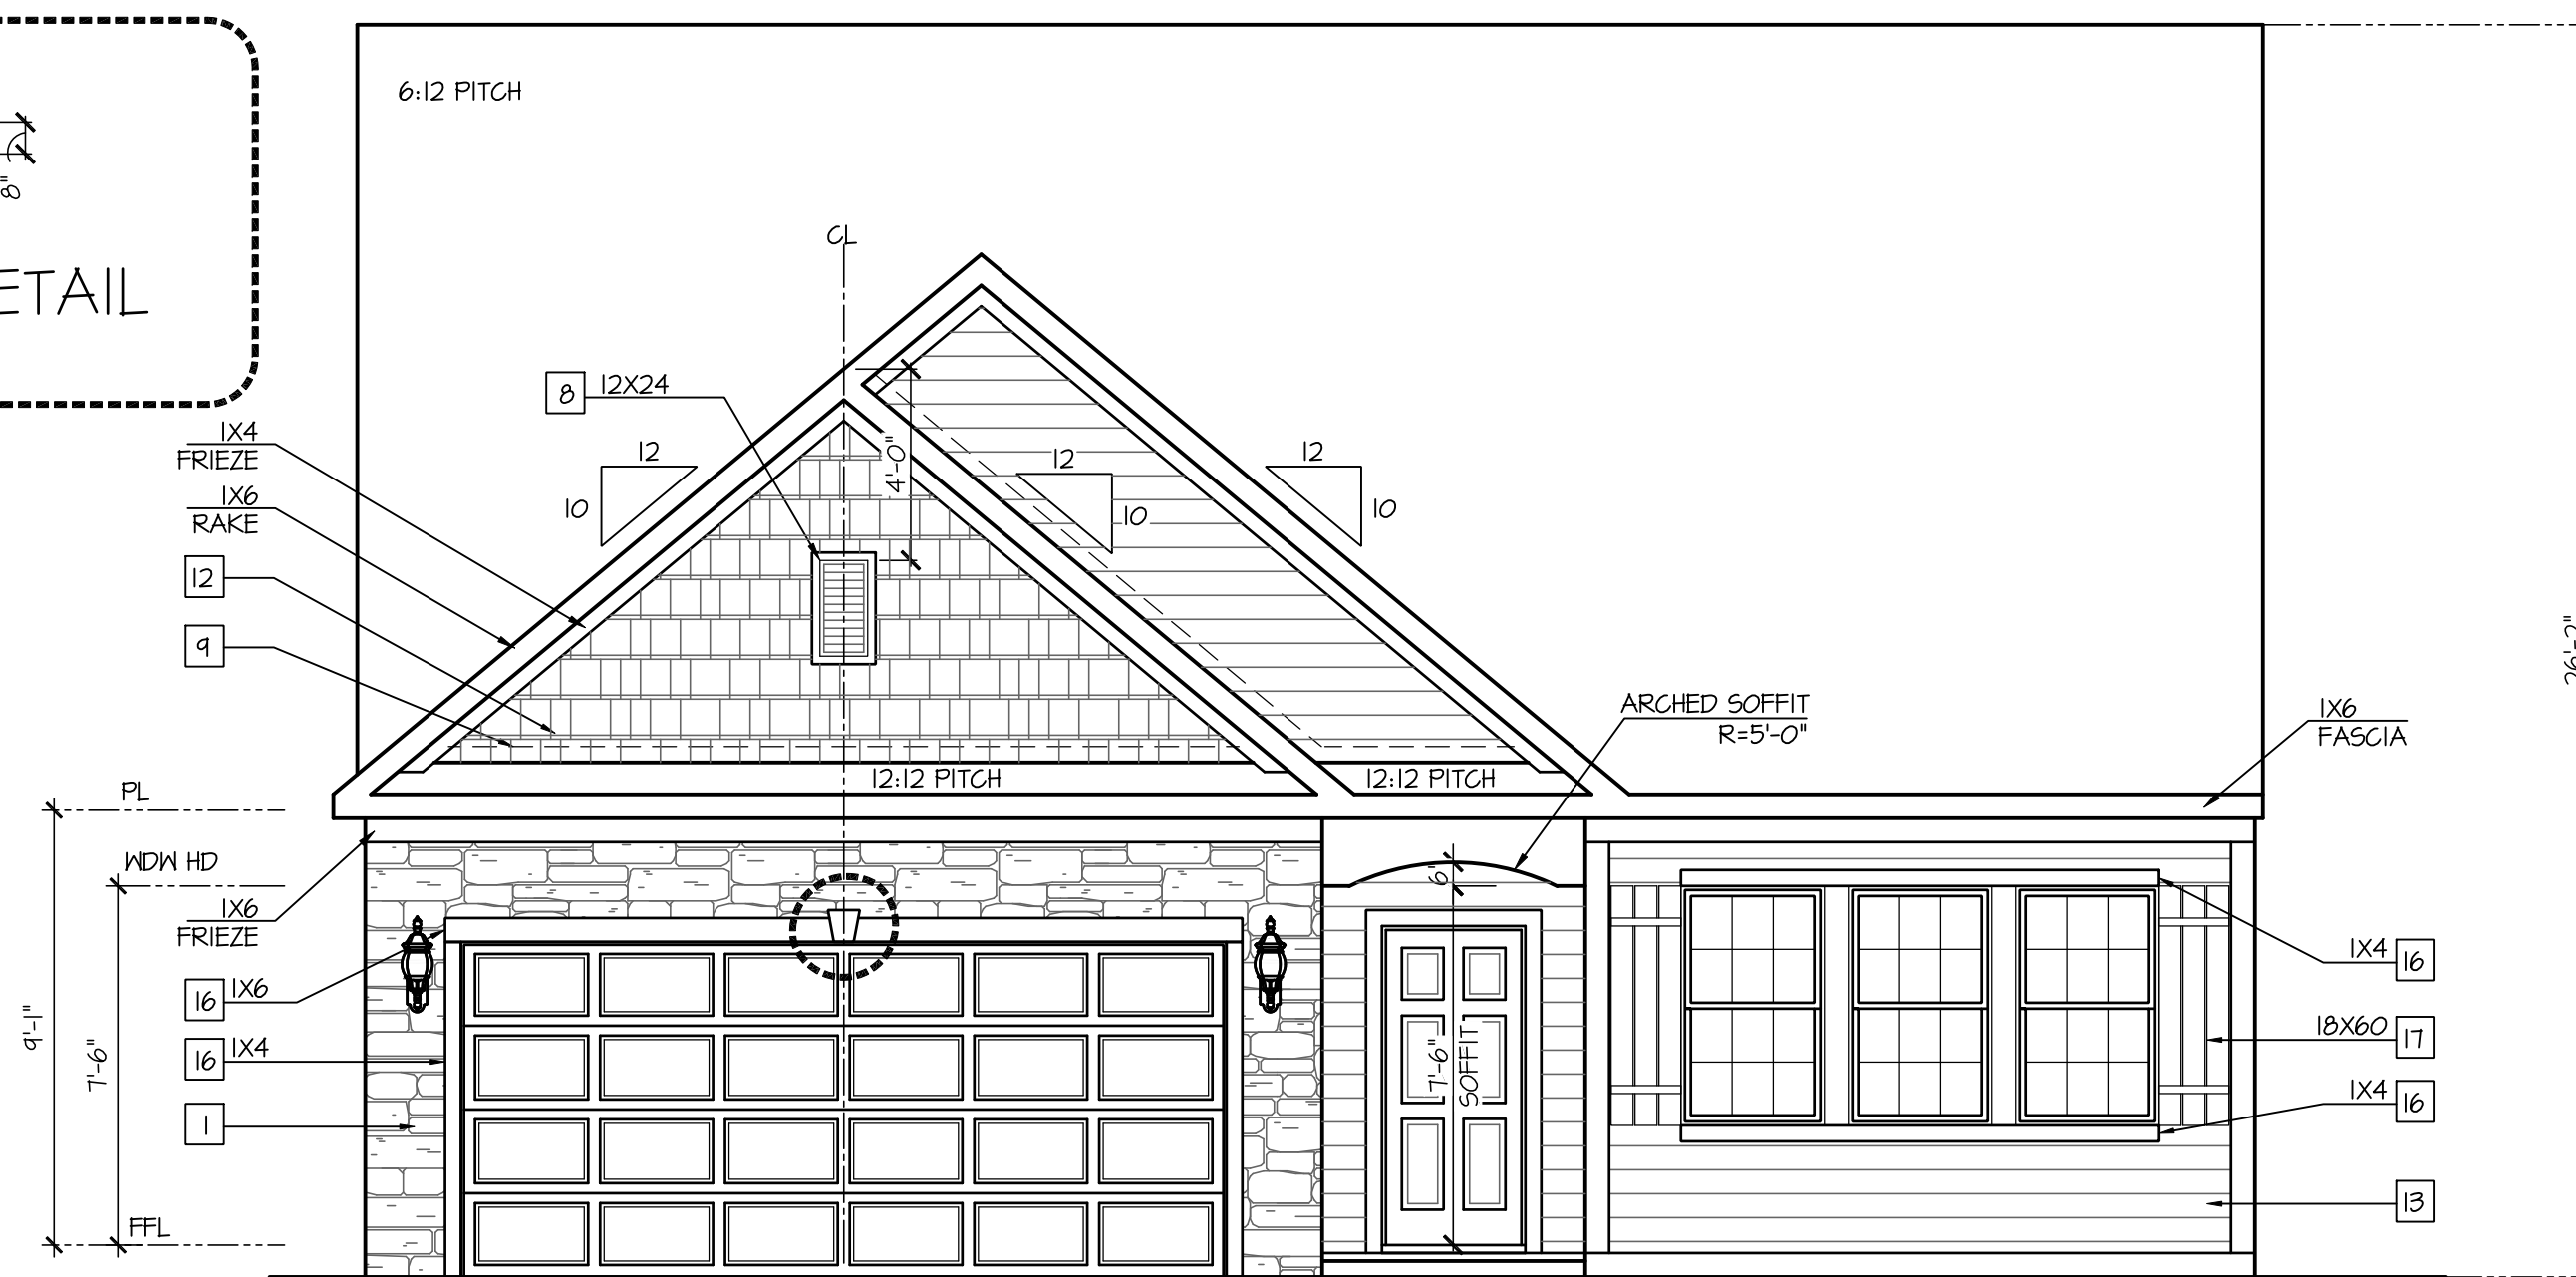 6:12 PITCH
8"
ETAIL
CL
8 12X24
1X4
FRIEZE
1X6
RAKE
12
9
12
10
4'-0"
12
10
12
10
26'-2"
ARCHED SOFFIT
R=5'-0"
1X6
FASCIA
12:12 PITCH
12:12 PITCH
PL
WDW HD
1X6
FRIEZE
16 1X6
16 1X4
1
9'-1"
7'-6"
FFL
6"
7'-6"
SOFFIT
1X4 16
18X60 17
1X4 16
13